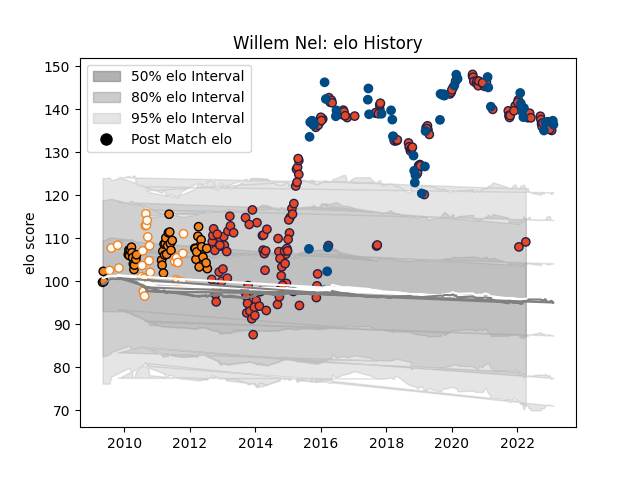 Willem Nel: elo History
50% elo Interval
80% elo Interval
95% elo Interval
Post Match elo
elo score
150
140
130
120
110
100
90
80
70
2010 2012 2014 2016 2018 2020 2022